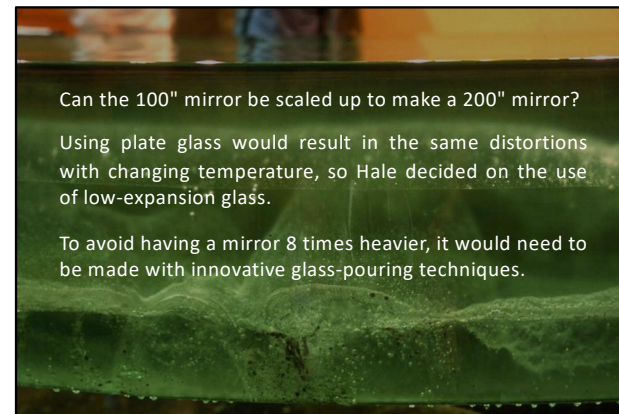 Can the 100" mirror be scaled up to make a 200" mirror?
Using plate glass would result in the same distortions
with changing temperature, so Hale decided on the use
of low-expansion glass.
To avoid having a mirror 8 times heavier, it would need to
be made with innovative glass-pouring techniques.